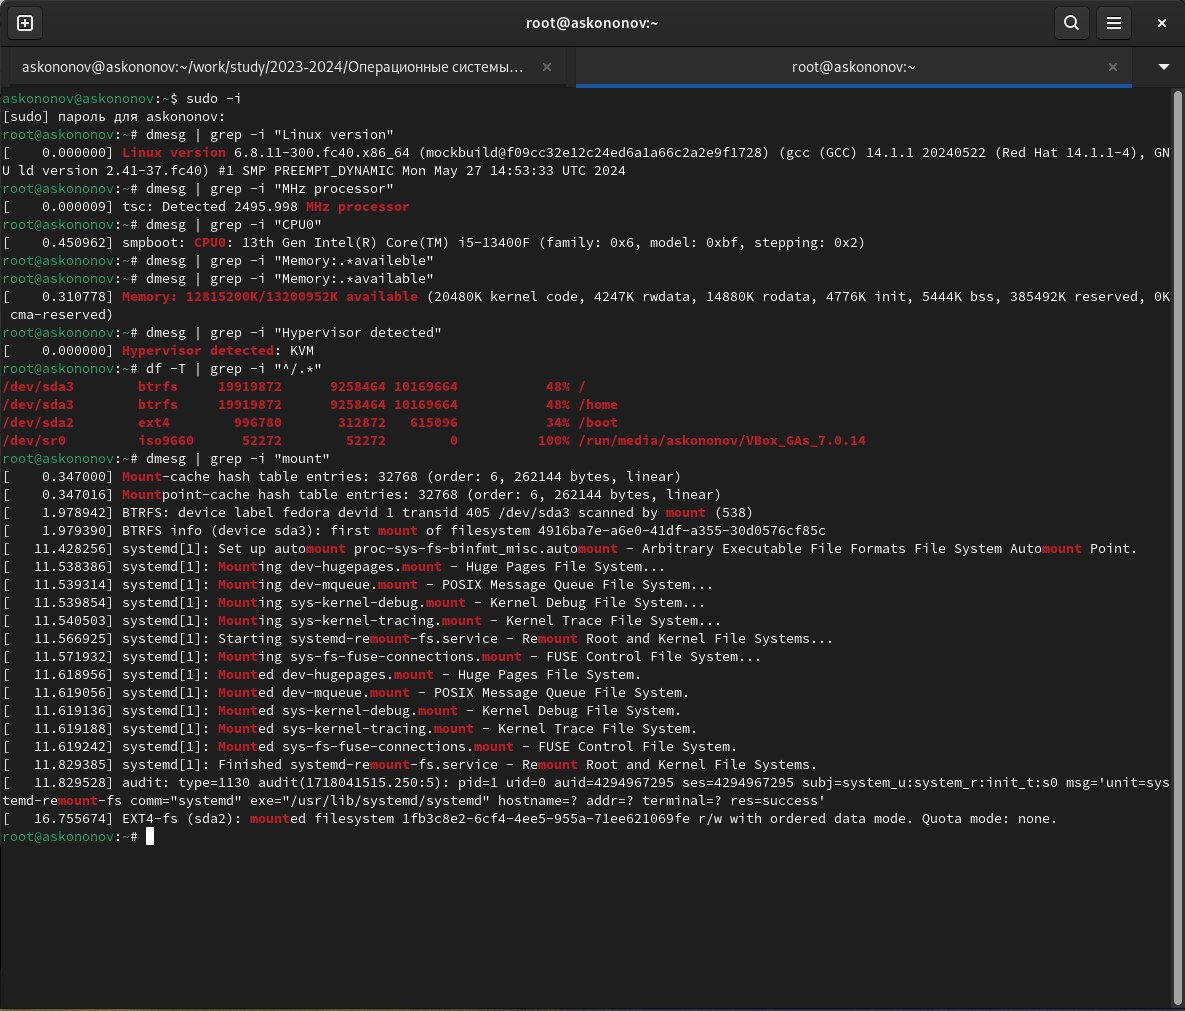 root@askononov:~
askononov@askononov:~/work/study/2023-2024/Операционные системы…
root@askononov:~
askononov@askononov:~$ sudo -i
[sudo] пароль для askononov:
root@askononov:~# dmesg | grep -i "Linux version"
[    0.000000] Linux version 6.8.11-300.fc40.x86_64 (mockbuild@f09cc32e12c24ed6a1a66c2a2e9f1728) (gcc (GCC) 14.1.1 20240522 (Red Hat 14.1.1-4), GN
U ld version 2.41-37.fc40) #1 SMP PREEMPT_DYNAMIC Mon May 27 14:53:33 UTC 2024
root@askononov:~# dmesg | grep -i "MHz processor"
[    0.000009] tsc: Detected 2495.998 MHz processor
root@askononov:~# dmesg | grep -i "CPU0"
[    0.450962] smpboot: CPU0: 13th Gen Intel(R) Core(TM) i5-13400F (family: 0x6, model: 0xbf, stepping: 0x2)
root@askononov:~# dmesg | grep -i "Memory:.*availeble"
root@askononov:~# dmesg | grep -i "Memory:.*available"
[    0.310778] Memory: 12815200K/13200952K available (20480K kernel code, 4247K rwdata, 14880K rodata, 4776K init, 5444K bss, 385492K reserved, 0K
 cma-reserved)
root@askononov:~# dmesg | grep -i "Hypervisor detected"
[    0.000000] Hypervisor detected: KVM
root@askononov:~# df -T | grep -i "^/.*"
/dev/sda3        btrfs     19919872      9258464 10169664           48% /
/dev/sda3        btrfs     19919872      9258464 10169664           48% /home
/dev/sda2        ext4        996780       312872   615096           34% /boot
/dev/sr0         iso9660      52272        52272        0          100% /run/media/askononov/VBox_GAs_7.0.14
root@askononov:~# dmesg | grep -i "mount"
[    0.347000] Mount-cache hash table entries: 32768 (order: 6, 262144 bytes, linear)
[    0.347016] Mountpoint-cache hash table entries: 32768 (order: 6, 262144 bytes, linear)
[    1.978942] BTRFS: device label fedora devid 1 transid 405 /dev/sda3 scanned by mount (538)
[    1.979390] BTRFS info (device sda3): first mount of filesystem 4916ba7e-a6e0-41df-a355-30d0576cf85c
[   11.428256] systemd[1]: Set up automount proc-sys-fs-binfmt_misc.automount - Arbitrary Executable File Formats File System Automount Point.
[   11.538386] systemd[1]: Mounting dev-hugepages.mount - Huge Pages File System...
[   11.539314] systemd[1]: Mounting dev-mqueue.mount - POSIX Message Queue File System...
[   11.539854] systemd[1]: Mounting sys-kernel-debug.mount - Kernel Debug File System...
[   11.540503] systemd[1]: Mounting sys-kernel-tracing.mount - Kernel Trace File System...
[   11.566925] systemd[1]: Starting systemd-remount-fs.service - Remount Root and Kernel File Systems...
[   11.571932] systemd[1]: Mounting sys-fs-fuse-connections.mount - FUSE Control File System...
[   11.618956] systemd[1]: Mounted dev-hugepages.mount - Huge Pages File System.
[   11.619056] systemd[1]: Mounted dev-mqueue.mount - POSIX Message Queue File System.
[   11.619136] systemd[1]: Mounted sys-kernel-debug.mount - Kernel Debug File System.
[   11.619188] systemd[1]: Mounted sys-kernel-tracing.mount - Kernel Trace File System.
[   11.619242] systemd[1]: Mounted sys-fs-fuse-connections.mount - FUSE Control File System.
[   11.829385] systemd[1]: Finished systemd-remount-fs.service - Remount Root and Kernel File Systems.
[   11.829528] audit: type=1130 audit(1718041515.250:5): pid=1 uid=0 auid=4294967295 ses=4294967295 subj=system_u:system_r:init_t:s0 msg='unit=sys
temd-remount-fs comm="systemd" exe="/usr/lib/systemd/systemd" hostname=? addr=? terminal=? res=success'
[   16.755674] EXT4-fs (sda2): mounted filesystem 1fb3c8e2-6cf4-4ee5-955a-71ee621069fe r/w with ordered data mode. Quota mode: none.
root@askononov:~#